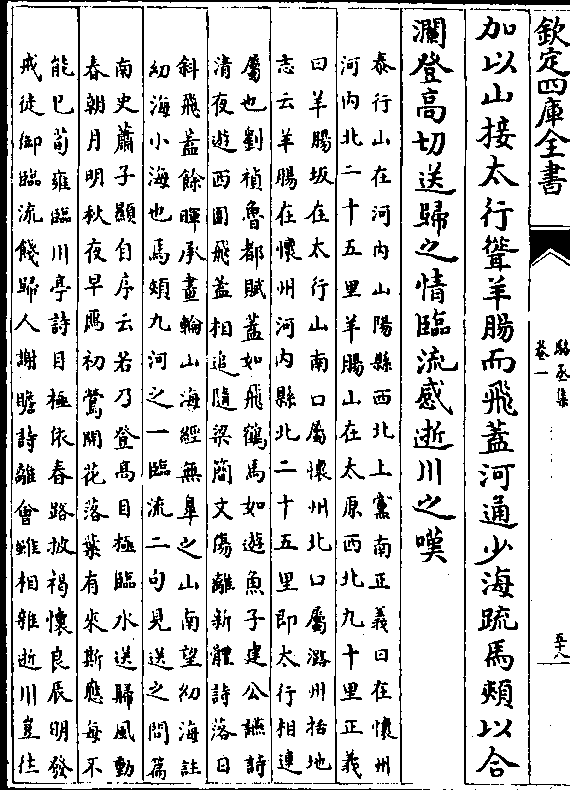 欽定四庫全書
駱丞集
卷一
五十八
加以山接太行聳羊腸而飛蓋河通少海疏馬頰以合
瀾登高切送歸之情臨流感逝川之嘆
泰行山在河内山陽縣西北上黨南正義曰在懷州
河内北二十五里羊腸山在太原西北九十里正義
曰羊腸坂在太行山南口屬懷州北口屬潞州括地
志云羊腸在懷州河内縣北二十五里即太行相連
屬也劉禎魯都賦蓋如飛鶴馬如遊魚子建公讌詩
清夜遊西園飛蓋相追隨梁簡文傷離新體詩落日
斜飛蓋餘暉承畫輪山海經無臯之山南望幼海註
幼海小海也馬頰九河之一臨流二句見送之問篇
南史蕭子顯自序云若乃登高目極臨水送歸風動
春朝月明秋夜早鴈初鶯開花落葉有來斯應每不
能已荀雍臨川亭詩目極依春路披褐懷良辰明發
戒徒御臨流餞歸人謝瞻詩離會雖相雜逝川豈往